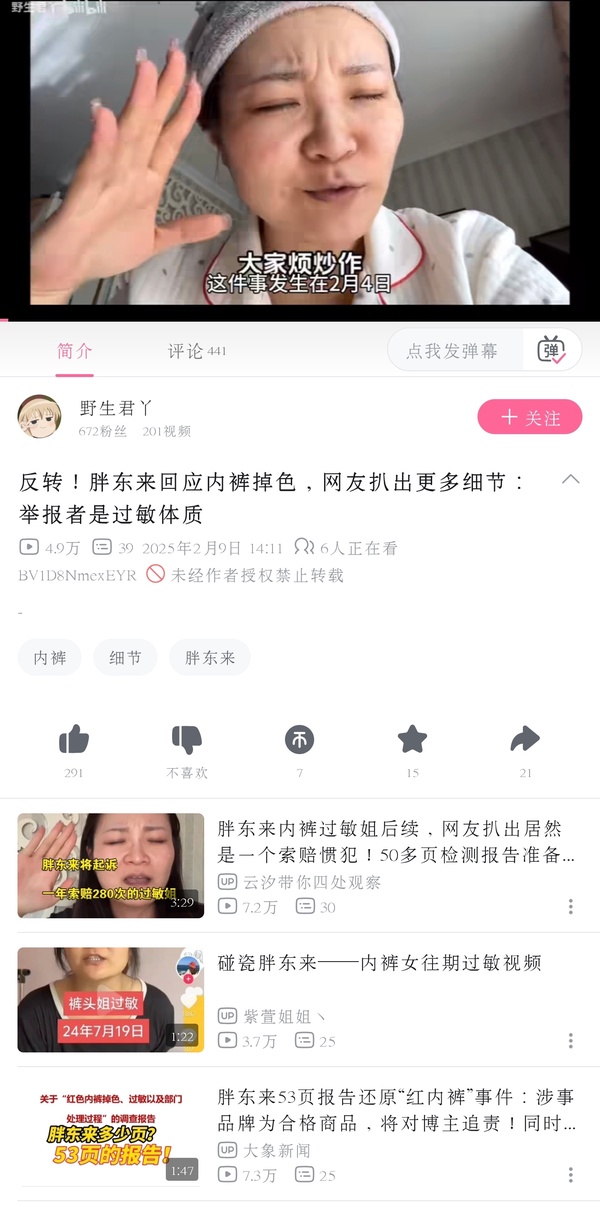 野生君丫 bilibili
大家烦炒作
这件事发生在2月4日
简介
评论 441
点我发弹幕
弹
野生君丫
672粉丝 201视频
关注
反转！胖东来回应内裤掉色，网友扒出更多细节：
举报者是过敏体质
4.9万 39 2025年2月9日 14:11 6人正在看
BV1D8NmexEYR 未经作者授权禁止转载
-
内裤 细节 胖东来
291 不喜欢 7 15 21
胖东来将起诉
一年索赔280次的过敏姐
3:29
胖东来内裤过敏姐后续，网友扒出居然
是一个索赔惯犯！50多页检测报告准备...
UP 云汐带你四处观察
7.2万 30
裤头姐过敏
24年7月19日
1:22
碰瓷胖东来——内裤女往期过敏视频
UP 紫萱姐姐丶
3.7万 25
关于“红色内裤掉色、过敏以及部门
处理过程”的调查报告
胖东来多少页?
53页的报告!
1:47
胖东来53页报告还原“红内裤”事件：涉事
品牌为合格商品，将对博主追责！同时...
UP 大象新闻
7.3万 25